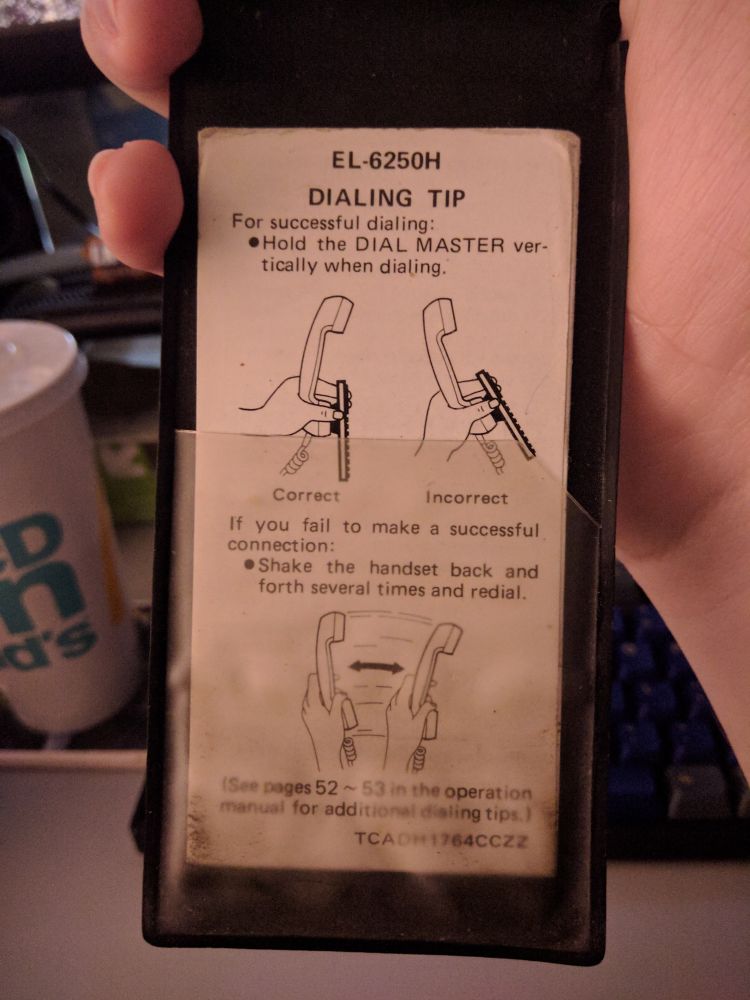 EL-6250H
DIALING TIP
For successful dialing:
●Hold the DIAL MASTER ver-
tically when dialing.
Correct
Incorrect
If you fail to make a successful
connection:
●Shake the handset back and
forth several times and redial.
(See pages 52 ~ 53 in the operation
manual for additional dialing tips.)
TCADH1764CCZZ